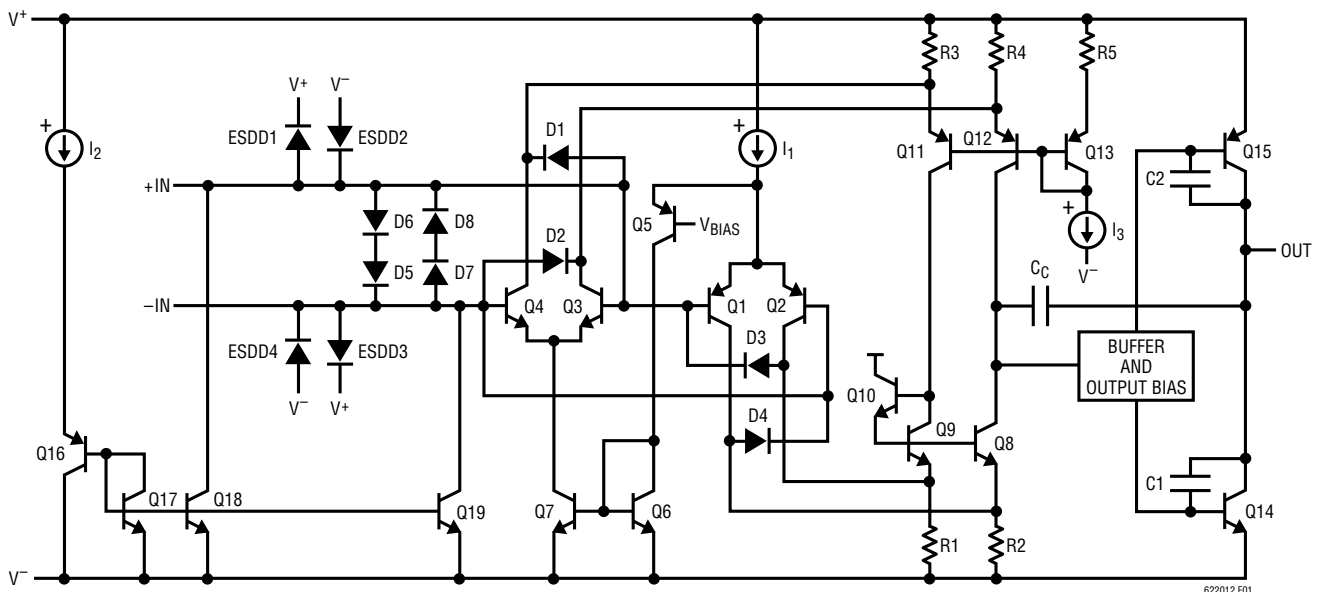 V+
R3
R4
R5
V+
V−
+
I2
ESDD1
ESDD2
D1
+
I1
Q11
Q12
Q13
Q15
C2
+IN
D6
D8
Q5
VBIAS
+
I3
V−
OUT
D2
D5
D7
CC
−IN
Q4
Q3
Q1
Q2
ESDD4
ESDD3
D3
BUFFER
AND
OUTPUT BIAS
V−
V+
Q10
D4
Q9
Q8
Q16
C1
Q17
Q18
Q19
Q7
Q6
Q14
R1
R2
V−
622012 F01